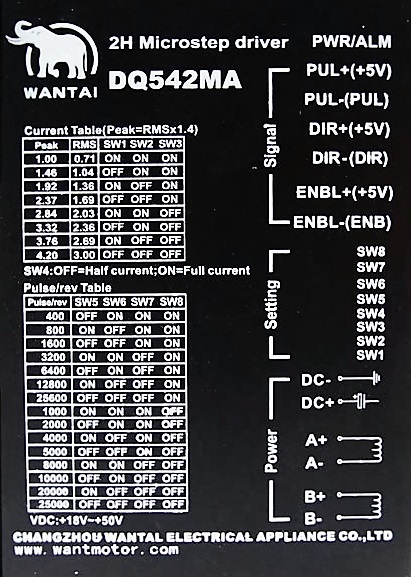 WANTAI
2H Microstep driver
DQ542MA
Current Table(Peak=RMSx1.4)
Peak RMS SW1 SW2 SW3
1.00 0.71 ON ON ON
1.46 1.04 OFF ON ON
1.92 1.36 ON OFF ON
2.37 1.69 OFF OFF ON
2.84 2.03 ON ON OFF
3.32 2.36 OFF ON OFF
3.76 2.69 ON OFF OFF
4.20 3.00 OFF OFF OFF
SW4:OFF=Half current;ON=Full current
Pulse/rev Table
Pulse/rev SW5 SW6 SW7 SW8
400 OFF ON ON ON
800 ON OFF ON ON
1600 OFF OFF ON ON
3200 ON ON OFF ON
6400 OFF ON OFF ON
12800 ON OFF OFF ON
25600 OFF OFF OFF ON
1000 ON ON ON OFF
2000 OFF ON ON OFF
4000 ON OFF ON OFF
5000 OFF OFF ON OFF
8000 ON ON OFF OFF
10000 OFF ON OFF OFF
20000 ON OFF OFF OFF
25000 OFF OFF OFF OFF
VDC:+18V~+50V
PWR/ALM
Signal
PUL+(+5V)
PUL-(PUL)
DIR+(+5V)
DIR-(DIR)
ENBL+(+5V)
ENBL-(ENB)
Setting
SW8
SW7
SW6
SW5
SW4
SW3
SW2
SW1
Power
DC-
DC+
A+
A-
B+
B-
CHANGZHOU WANTAL ELECTRICAL APPLIANCE CO.,LTD
www.wantmotor.com